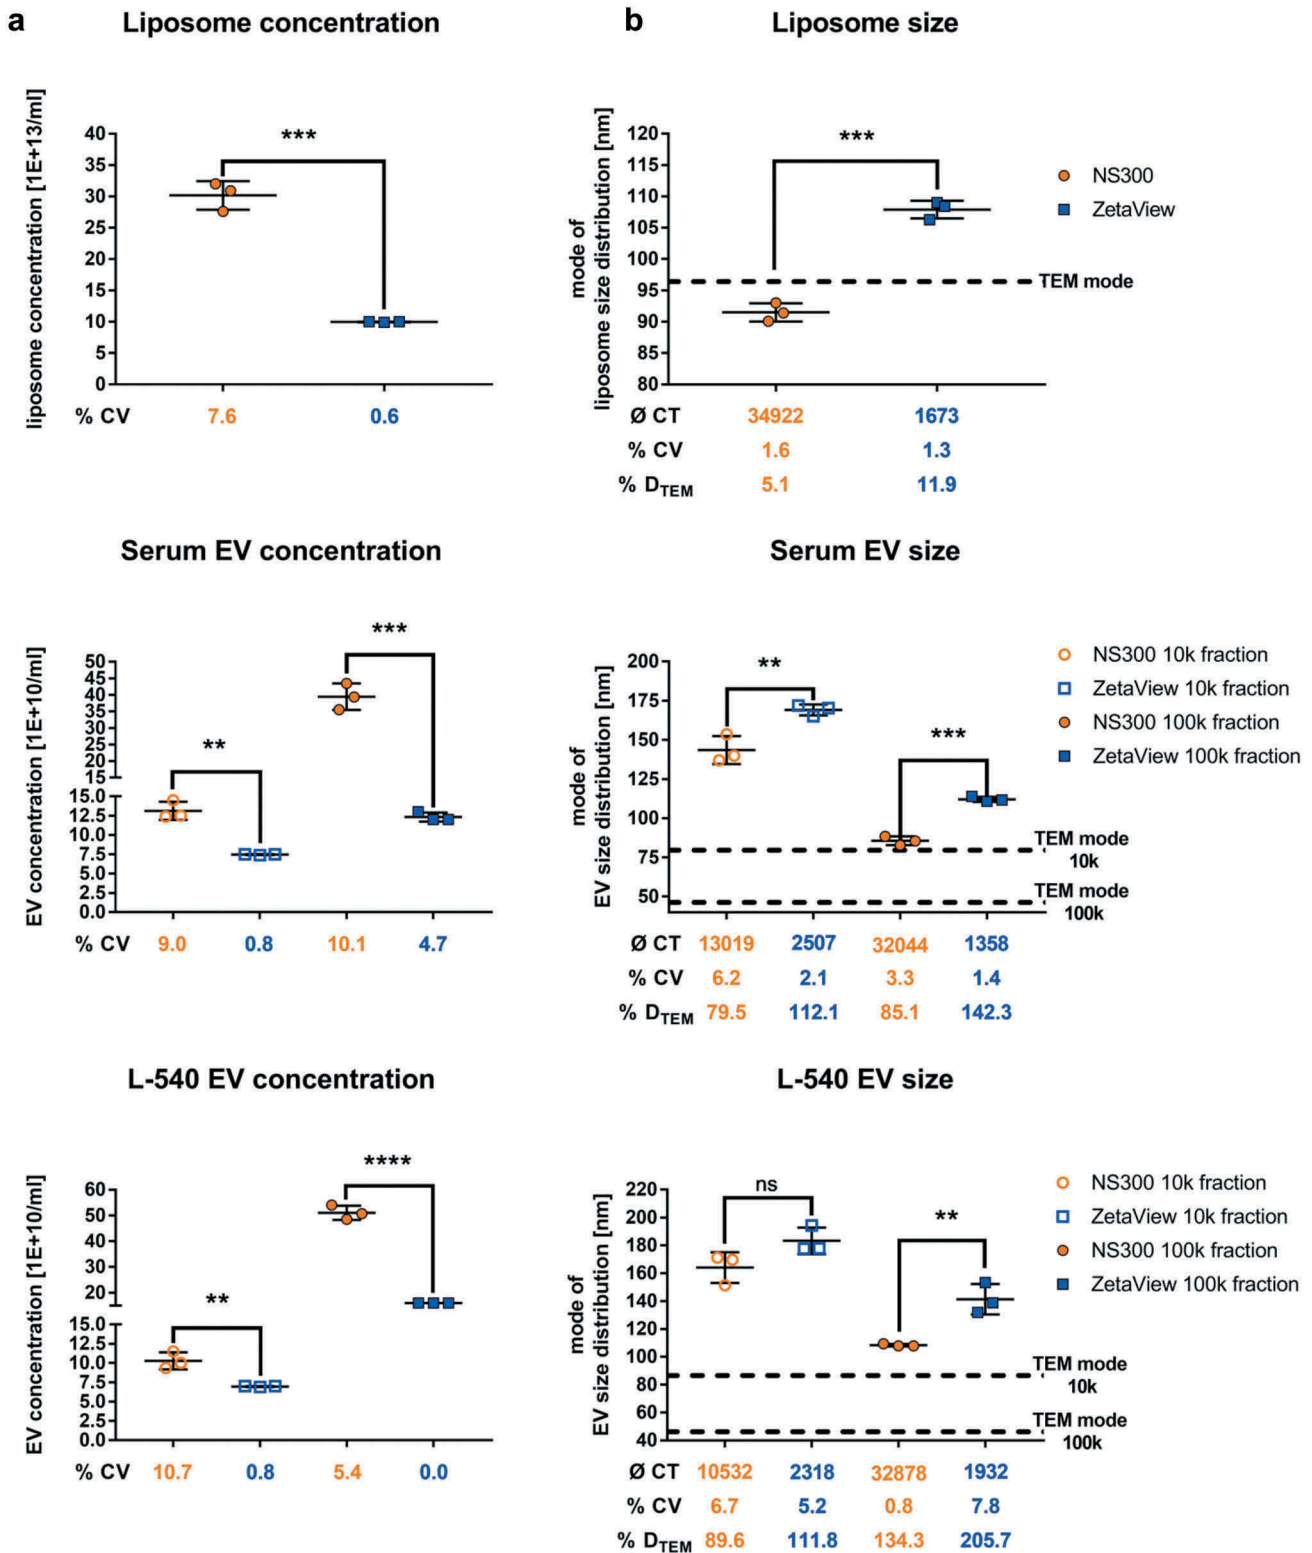 a
Liposome concentration
liposome concentration [1E+13/ml]
40
35
30
25
20
15
10
5
0
***
% CV 7.6 0.6
b
Liposome size
mode of
liposome size distribution [nm]
120
115
110
105
100
95
90
85
80
***
TEM mode
NS300
ZetaView
Ø CT 34922 1673
% CV 1.6 1.3
% DTEM 5.1 11.9
Serum EV concentration
EV concentration [1E+10/ml]
50
45
40
35
30
25
20
15
15.0
12.5
10.0
7.5
5.0
2.5
0.0
**
***
% CV 9.0 0.8 10.1 4.7
Serum EV size
mode of
EV size distribution [nm]
200
175
150
125
100
75
50
**
***
TEM mode
10k
TEM mode
100k
NS300 10k fraction
ZetaView 10k fraction
NS300 100k fraction
ZetaView 100k fraction
Ø CT 13019 2507 32044 1358
% CV 6.2 2.1 3.3 1.4
% DTEM 79.5 112.1 85.1 142.3
L-540 EV concentration
EV concentration [1E+10/ml]
60
50
40
30
20
15.0
12.5
10.0
7.5
5.0
2.5
0.0
**
****
% CV 10.7 0.8 5.4 0.0
L-540 EV size
mode of
EV size distribution [nm]
220
200
180
160
140
120
100
80
60
40
ns
**
TEM mode
10k
TEM mode
100k
NS300 10k fraction
ZetaView 10k fraction
NS300 100k fraction
ZetaView 100k fraction
Ø CT 10532 2318 32878 1932
% CV 6.7 5.2 0.8 7.8
% DTEM 89.6 111.8 134.3 205.7